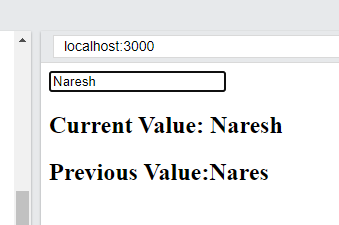 localhost:3000
Naresh
Current Value: Naresh
Previous Value:Nares